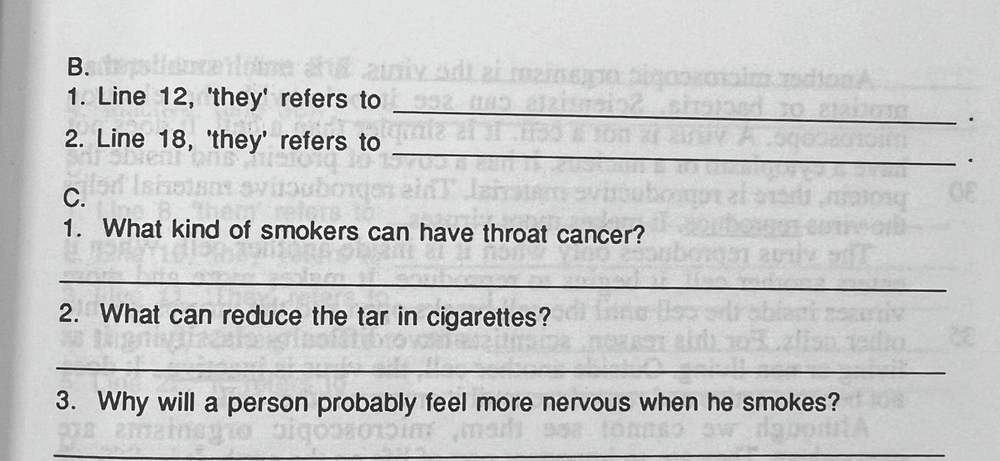 B.
1. Line 12, 'they' refers to ____________ .
2. Line 18, 'they' refers to ____________ .
C.
1. What kind of smokers can have throat cancer?
2. What can reduce the tar in cigarettes?
3. Why will a person probably feel more nervous when he smokes?